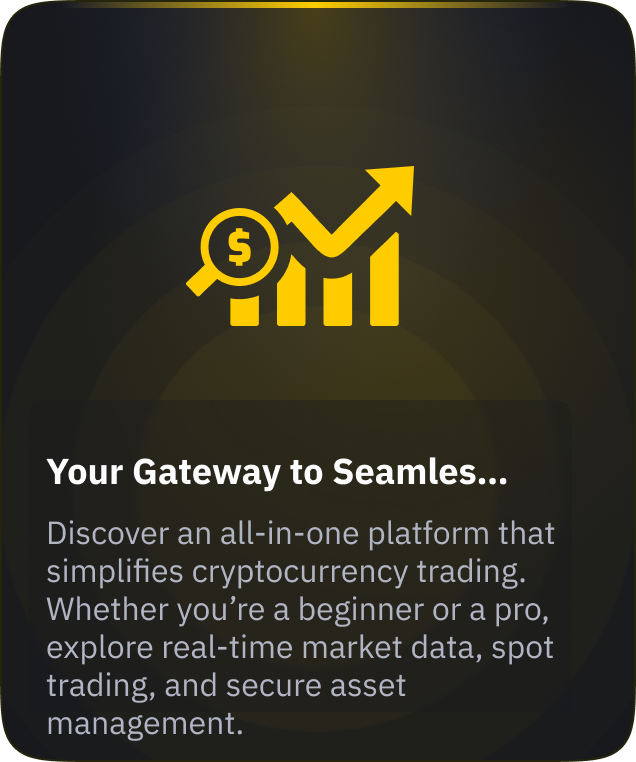 $
Your Gateway to Seamles...
Discover an all-in-one platform that
simplifies cryptocurrency trading.
Whether you’re a beginner or a pro,
explore real-time market data, spot
trading, and secure asset
management.